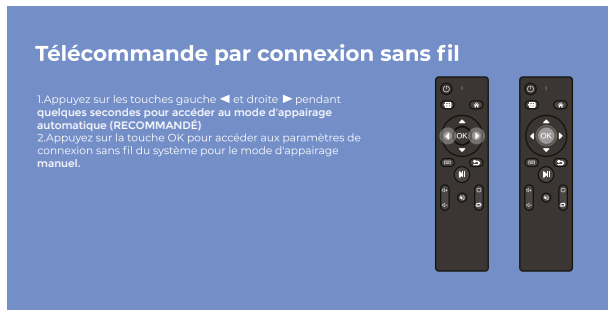 Télécommande par connexion sans fil
1.Appuyez sur les touches gauche ◀ et droite ▶ pendant
quelques secondes pour accéder au mode d'appairage
automatique (RECOMMANDÉ)
2.Appuyez sur la touche OK pour accéder aux paramètres de
connexion sans fil du système pour le mode d'appairage
manuel.
OK
OK